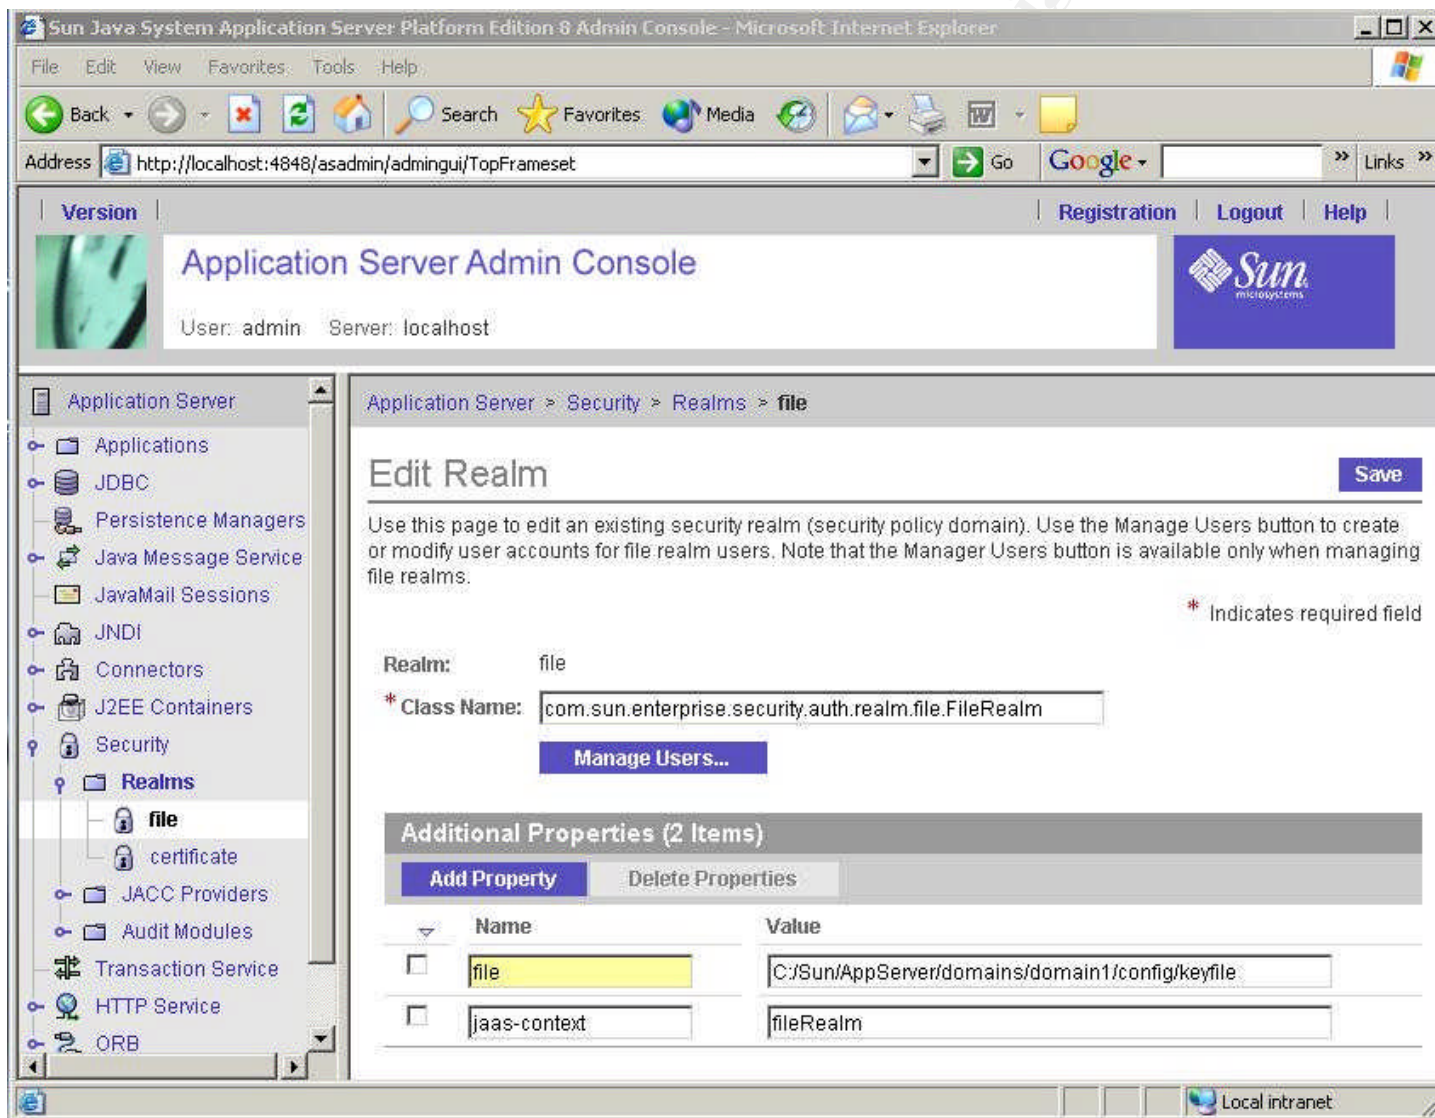 Sun Java System Application Server Platform Edition 8 Admin Console - Microsoft Internet Explorer
File Edit View Favorites Tools Help
Back Search Favorites Media
Address http://localhost:4848/asadmin/admingui/TopFrameset Go Google Links
Version Registration Logout Help
Application Server Admin Console
Sun
microsystems
User: admin Server: localhost
Application Server
Applications
JDBC
Persistence Managers
Java Message Service
JavaMail Sessions
JNDI
Connectors
J2EE Containers
Security
Realms
file
certificate
JACC Providers
Audit Modules
Transaction Service
HTTP Service
ORB
Application Server > Security > Realms > file
Edit Realm
Save
Use this page to edit an existing security realm (security policy domain). Use the Manage Users button to create
or modify user accounts for file realm users. Note that the Manager Users button is available only when managing
file realms.
* Indicates required field
Realm: file
* Class Name: com.sun.enterprise.security.auth.realm.file.FileRealm
Manage Users...
Additional Properties (2 Items)
Add Property Delete Properties
Name Value
file C:/Sun/AppServer/domains/domain1/config/keyfile
jaas-context fileRealm
Local intranet